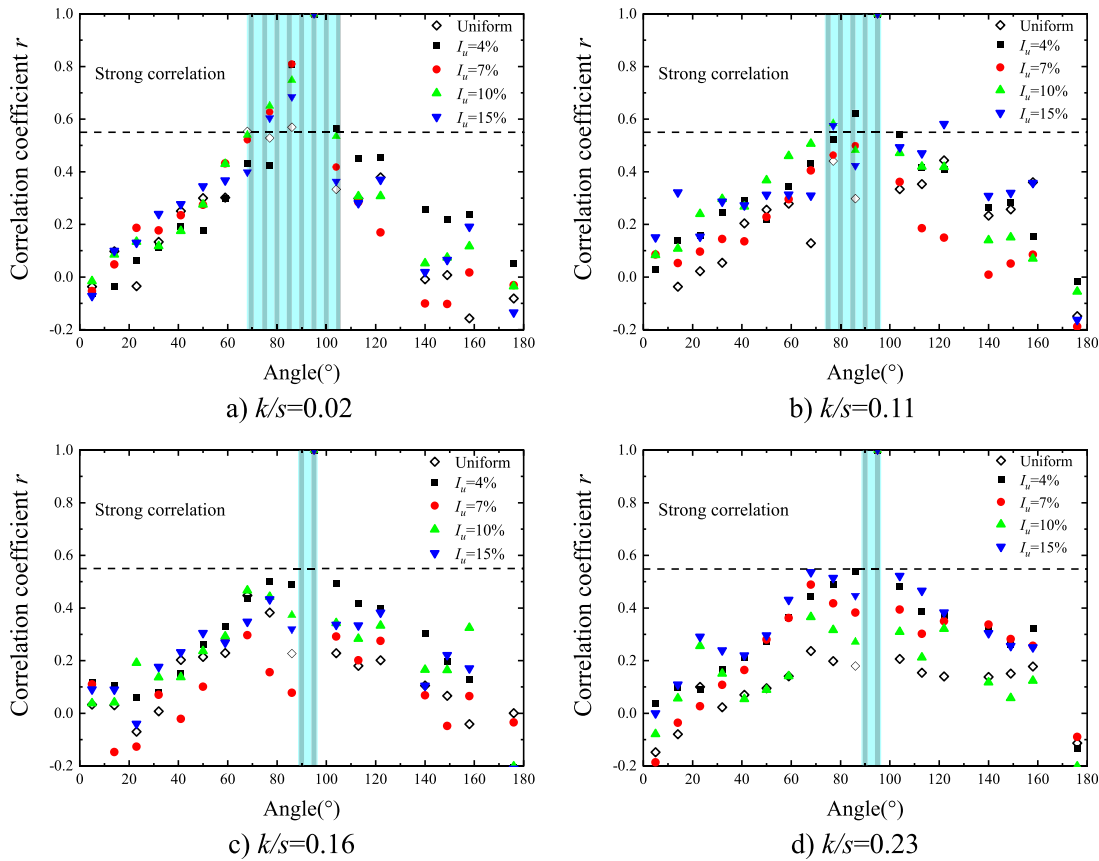 Correlation coefficient r
1.0
0.8
0.6
0.4
0.2
0.0
-0.2
Strong correlation
Uniform
Iu=4%
Iu=7%
Iu=10%
Iu=15%
0 20 40 60 80 100 120 140 160 180
Angle(°)
a) k/s=0.02
Correlation coefficient r
1.0
0.8
0.6
0.4
0.2
0.0
-0.2
Strong correlation
Uniform
Iu=4%
Iu=7%
Iu=10%
Iu=15%
0 20 40 60 80 100 120 140 160 180
Angle(°)
b) k/s=0.11
Correlation coefficient r
1.0
0.8
0.6
0.4
0.2
0.0
-0.2
Strong correlation
Uniform
Iu=4%
Iu=7%
Iu=10%
Iu=15%
0 20 40 60 80 100 120 140 160 180
Angle(°)
c) k/s=0.16
Correlation coefficient r
1.0
0.8
0.6
0.4
0.2
0.0
-0.2
Strong correlation
Uniform
Iu=4%
Iu=7%
Iu=10%
Iu=15%
0 20 40 60 80 100 120 140 160 180
Angle(°)
d) k/s=0.23